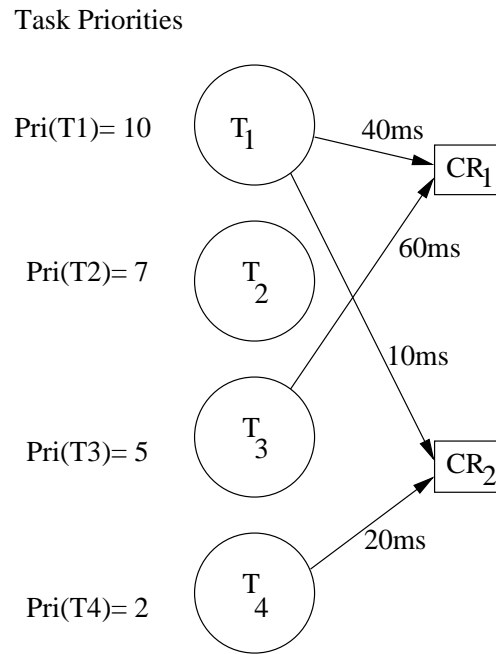 Task Priorities
Pri(T1)= 10
T1
40ms
CR1
60ms
Pri(T2)= 7
T2
10ms
Pri(T3)= 5
T3
CR2
20ms
Pri(T4)= 2
T4